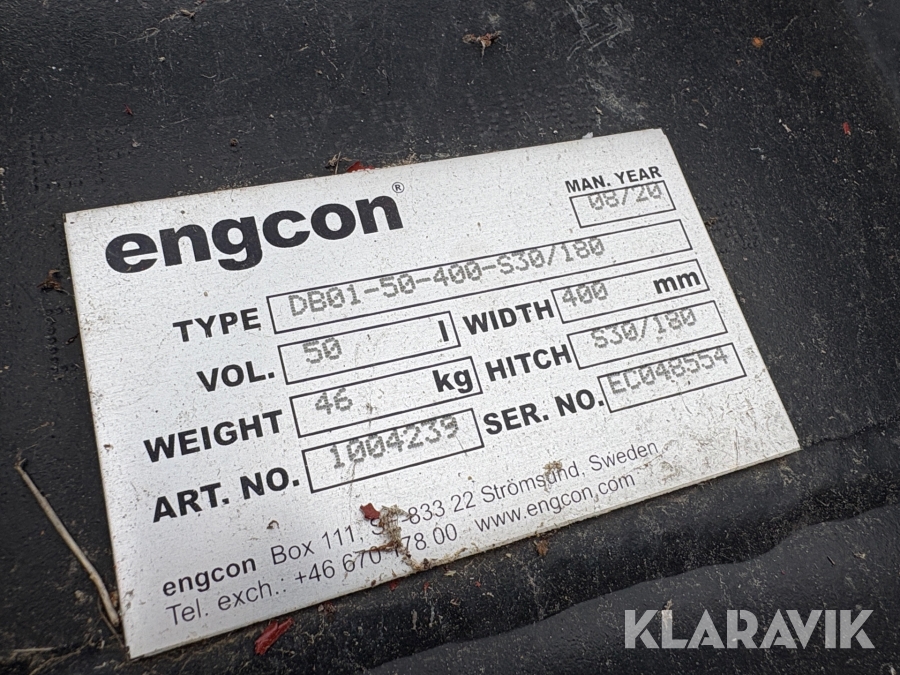 engcon®
MAN. YEAR 08/20
TYPE DB01-50-400-S30/180
VOL. 50 l WIDTH 400 mm
WEIGHT 46 kg HITCH S30/180
ART. NO. 1004239 SER. NO. EC048554
engcon Box 111, 833 22 Strömsund, Sweden
Tel. exch.: +46 670 178 00 www.engcon.com
KLARAVIK